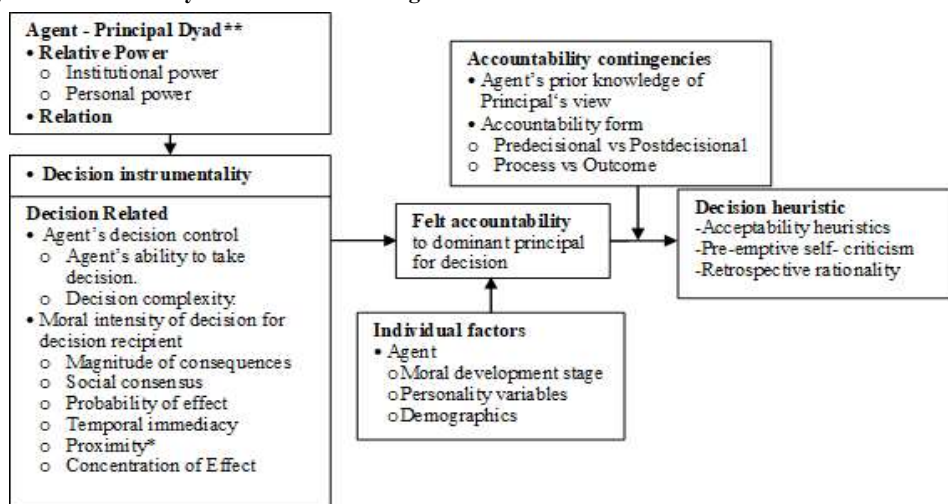 Agent - Principal Dyad**
• Relative Power
o Institutional power
o Personal power
• Relation
• Decision instrumentality
Decision Related
• Agent's decision control
o Agent's ability to take
decision.
o Decision complexity.
• Moral intensity of decision for
decision recipient
o Magnitude of consequences
o Social consensus
o Probability of effect
o Temporal immediacy
o Proximity*
o Concentration of Effect
Felt accountability
to dominant principal
for decision
Individual factors
• Agent
o Moral development stage
o Personality variables
o Demographics
Accountability contingencies
• Agent's prior knowledge of
Principal's view
• Accountability form
o Predecisional vs Postdecisional
o Process vs Outcome
Decision heuristic
-Acceptability heuristics
-Pre-emptive self- criticism
-Retrospective rationality